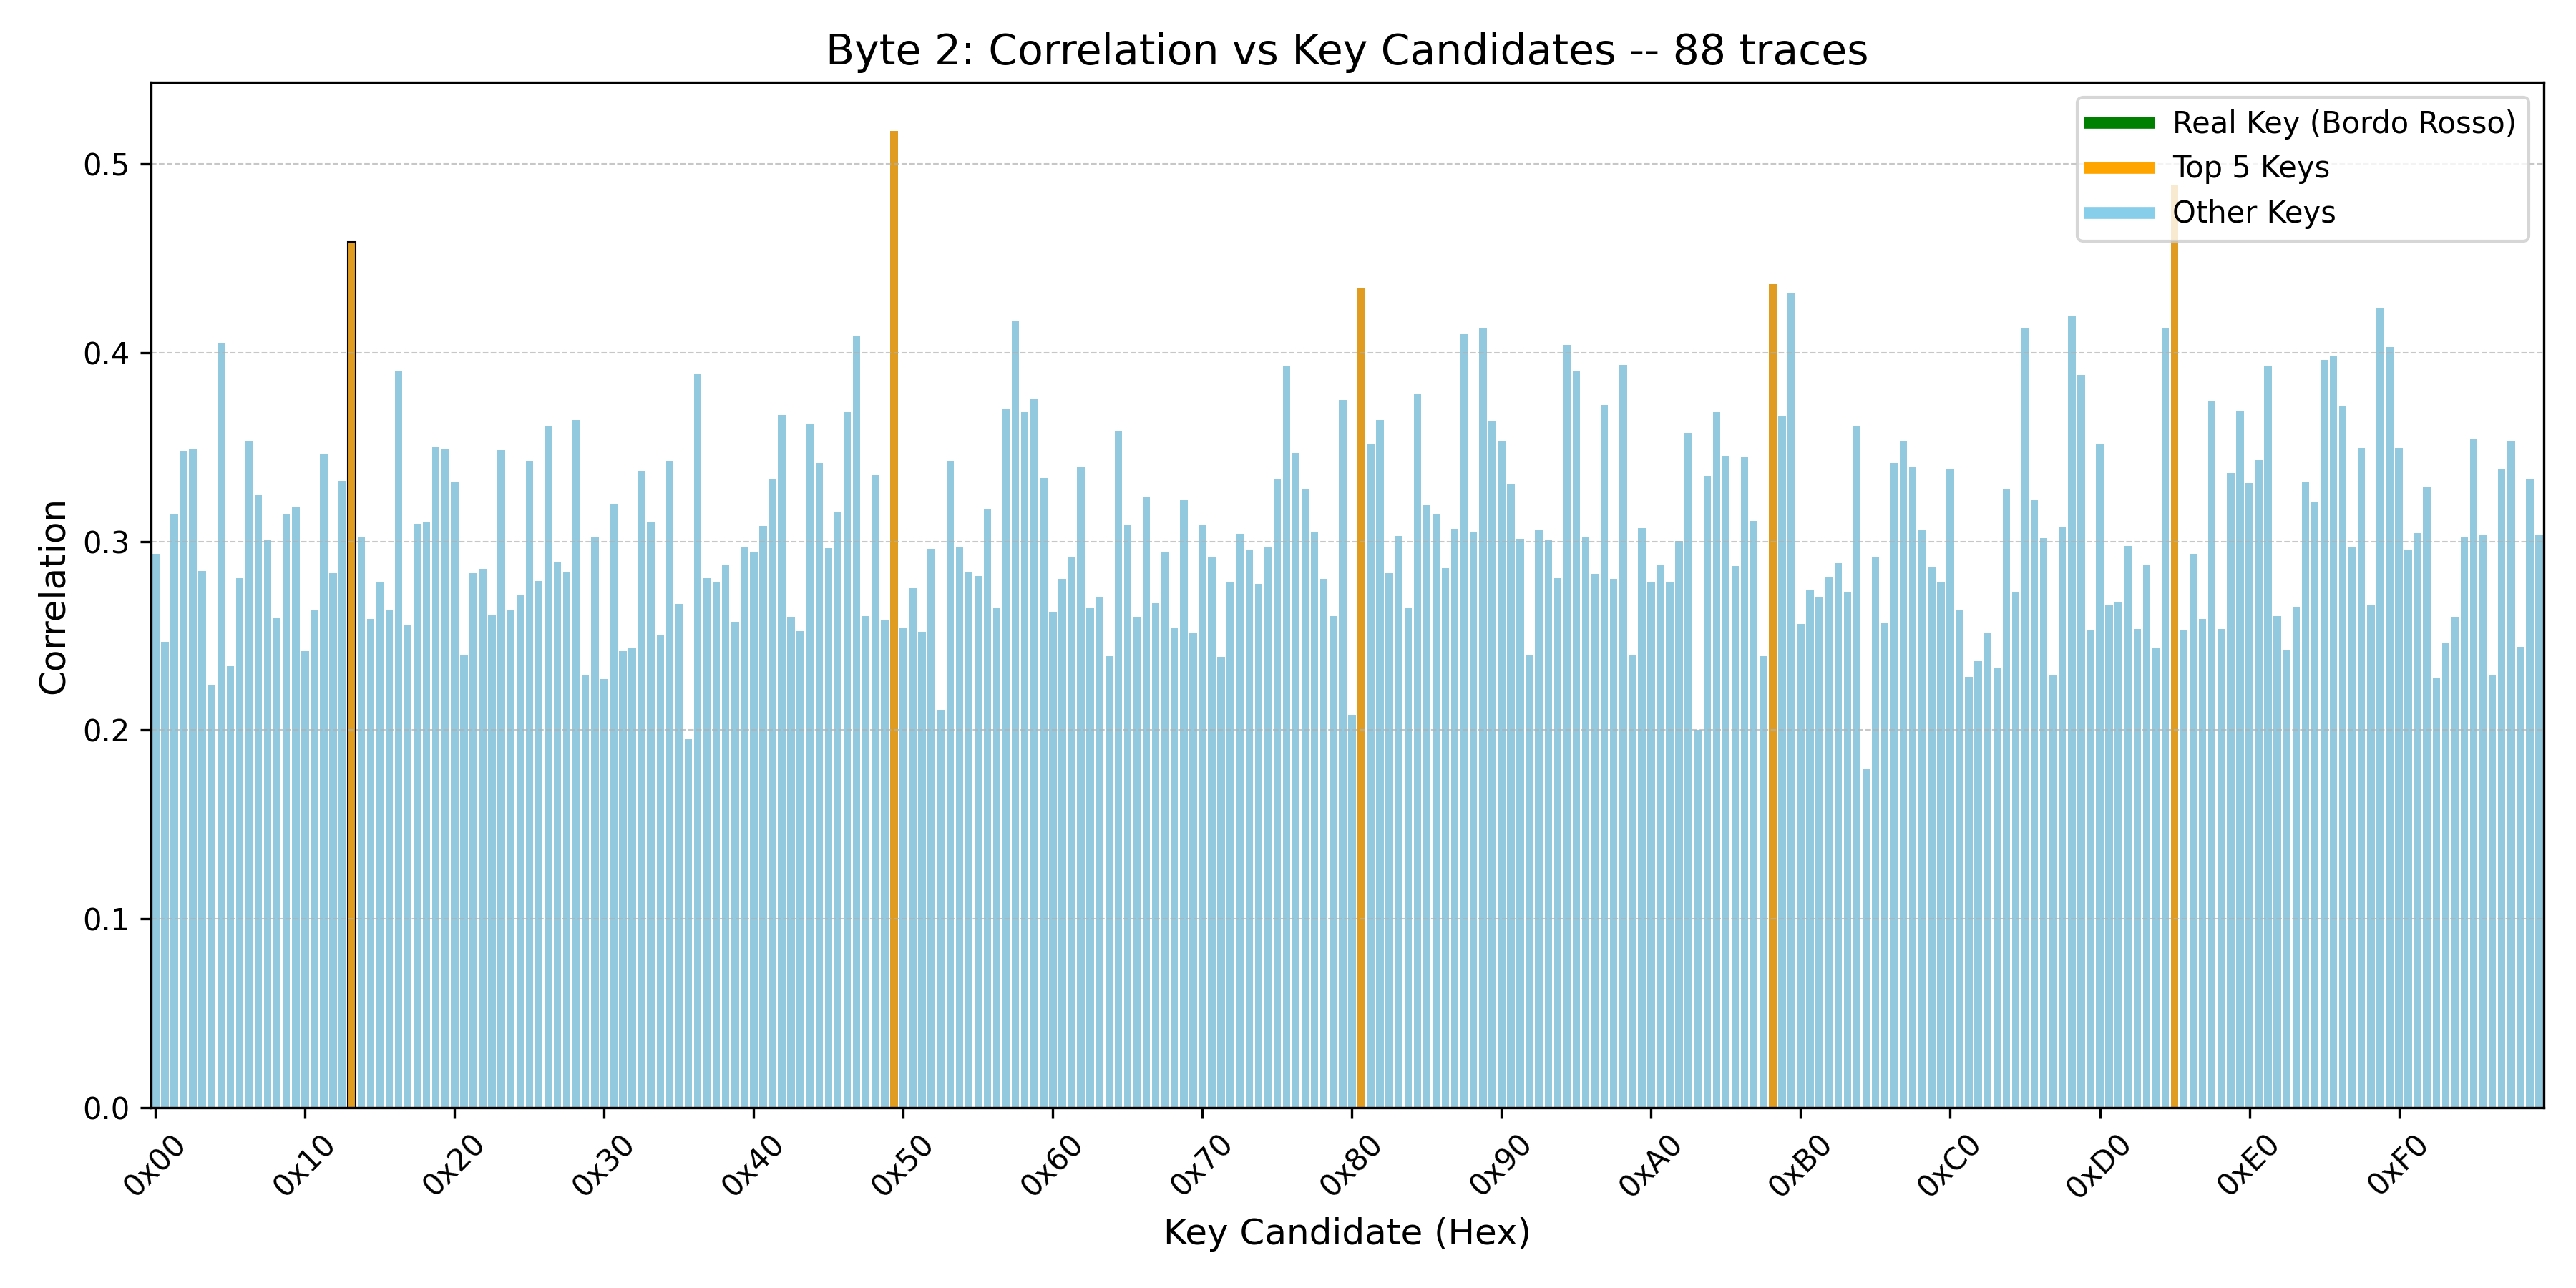 Byte 2: Correlation vs Key Candidates -- 88 traces
Real Key (Bordo Rosso)
Top 5 Keys
Other Keys
Correlation
0.5
0.4
0.3
0.2
0.1
0.0
0x00 0x10 0x20 0x30 0x40 0x50 0x60 0x70 0x80 0x90 0xA0 0xB0 0xC0 0xD0 0xE0 0xF0
Key Candidate (Hex)